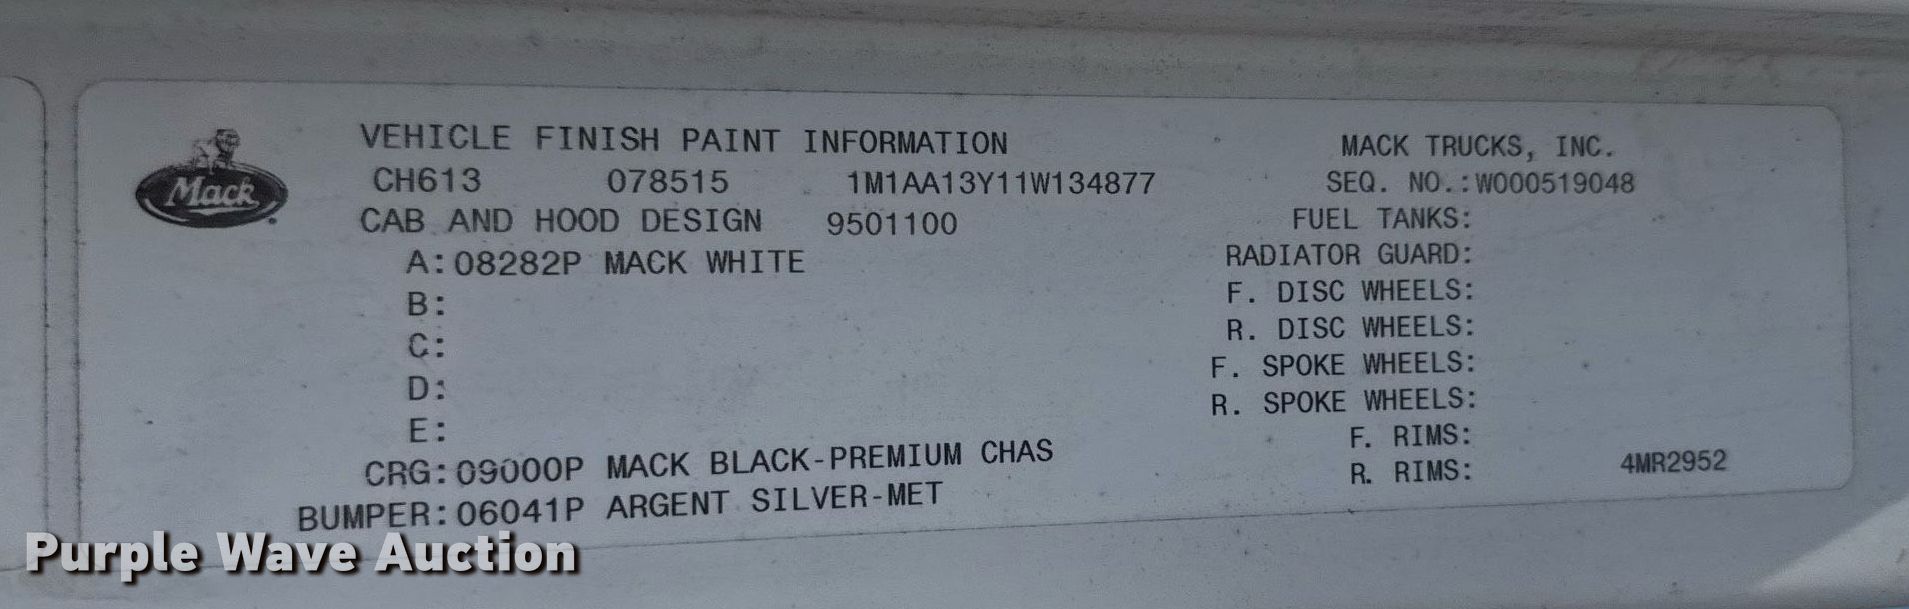 Mack
VEHICLE FINISH PAINT INFORMATION
CH613 078515 1M1AA13Y11W134877
CAB AND HOOD DESIGN 9501100
A:08282P MACK WHITE
B:
C:
D:
E:
CRG:09000P MACK BLACK-PREMIUM CHAS
BUMPER:06041P ARGENT SILVER-MET
MACK TRUCKS, INC.
SEQ. NO.:W000519048
FUEL TANKS:
RADIATOR GUARD:
F. DISC WHEELS:
R. DISC WHEELS:
F. SPOKE WHEELS:
R. SPOKE WHEELS:
F. RIMS:
R. RIMS:
4MR2952
Purple Wave Auction